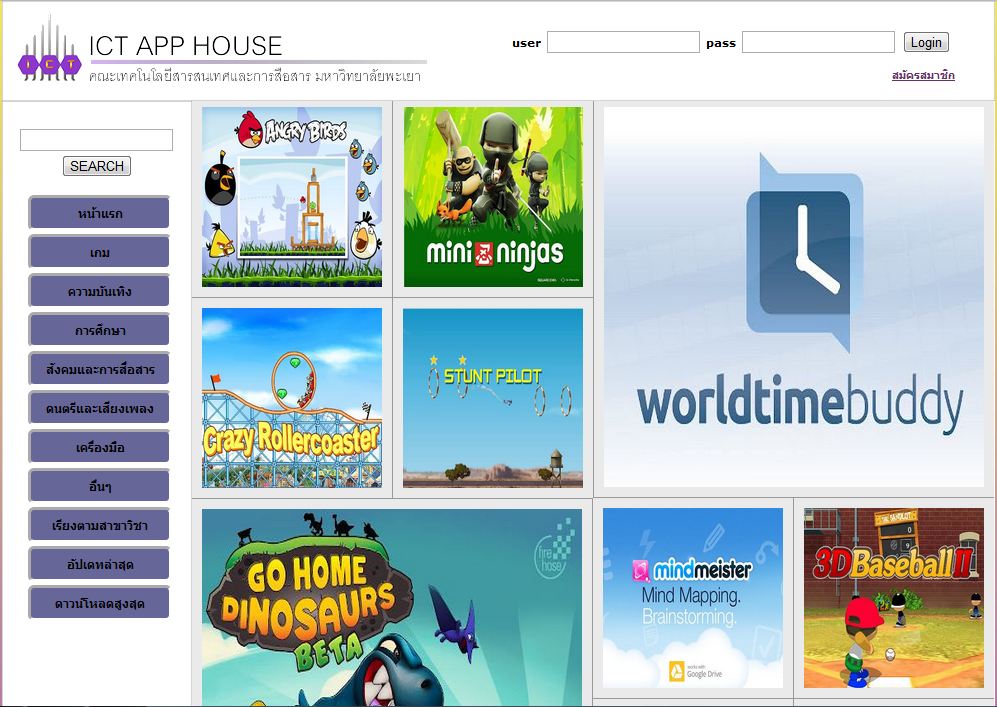 ICT
ICT APP HOUSE
คณะเทคโนโลยีสารสนเทศและการสื่อสาร มหาวิทยาลัยพะเยา
user
pass
Login
สมัครสมาชิก
SEARCH
หน้าแรก
เกม
ความบันเทิง
การศึกษา
สังคมและการสื่อสาร
ดนตรีและเสียงเพลง
เครื่องมือ
อื่นๆ
เรียงตามสาขาวิชา
อัปเดทล่าสุด
ดาวน์โหลดสูงสุด
ANGRY BIRDS
mini ninjas
worldtimebuddy
Crazy Rollercoaster
STUNT PILOT
GO HOME
DINOSAURS
BETA
fire
hose
mindmeister
Mind Mapping.
Brainstorming.
works with
Google Drive
3D Baseball II